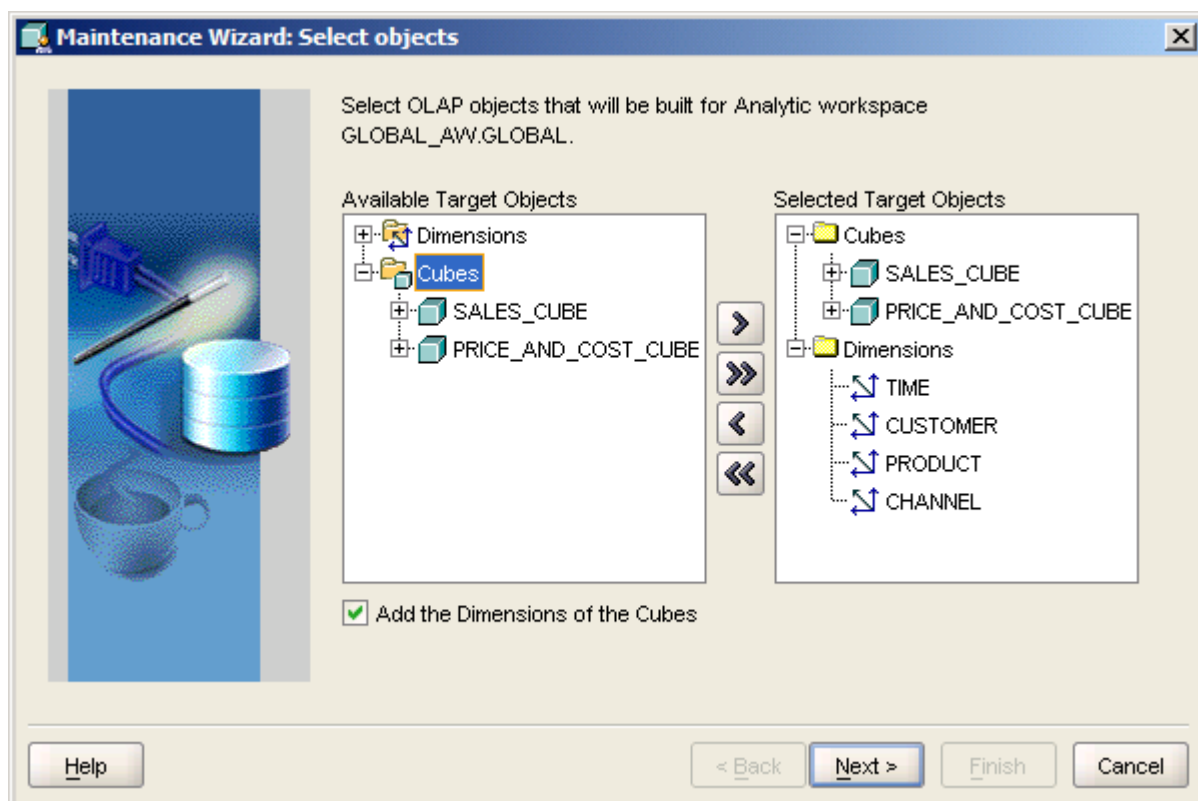 Maintenance Wizard: Select objects
Select OLAP objects that will be built for Analytic workspace
GLOBAL_AW.GLOBAL.
Available Target Objects
Dimensions
Cubes
SALES_CUBE
PRICE_AND_COST_CUBE
Selected Target Objects
Cubes
SALES_CUBE
PRICE_AND_COST_CUBE
Dimensions
TIME
CUSTOMER
PRODUCT
CHANNEL
Add the Dimensions of the Cubes
Help
< Back
Next >
Finish
Cancel